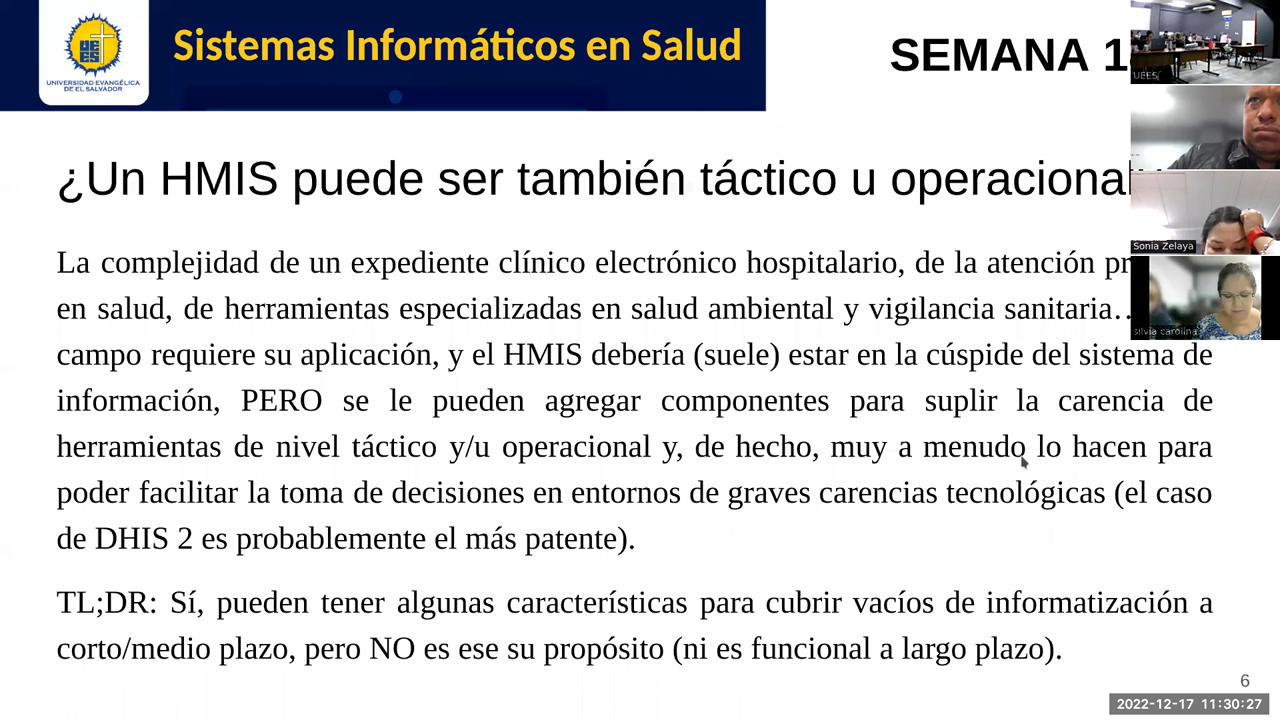 UNIVERSIDAD EVANGÉLICA
DE EL SALVADOR
Sistemas Informáticos en Salud
SEMANA
UEES
¿Un HMIS puede ser también táctico u operacional
La complejidad de un expediente clínico electrónico hospitalario, de la atención
en salud, de herramientas especializadas en salud ambiental y vigilancia sanitaria…
campo requiere su aplicación, y el HMIS debería (suele) estar en la cúspide del sistema de
información, PERO se le pueden agregar componentes para suplir la carencia de
herramientas de nivel táctico y/u operacional y, de hecho, muy a menudo lo hacen para
poder facilitar la toma de decisiones en entornos de graves carencias tecnológicas (el caso
de DHIS 2 es probablemente el más patente).
TL;DR: Sí, pueden tener algunas características para cubrir vacíos de informatización a
corto/medio plazo, pero NO es ese su propósito (ni es funcional a largo plazo).
Sonia Zelaya
silvia carolina
6
2022-12-17 11:30:27